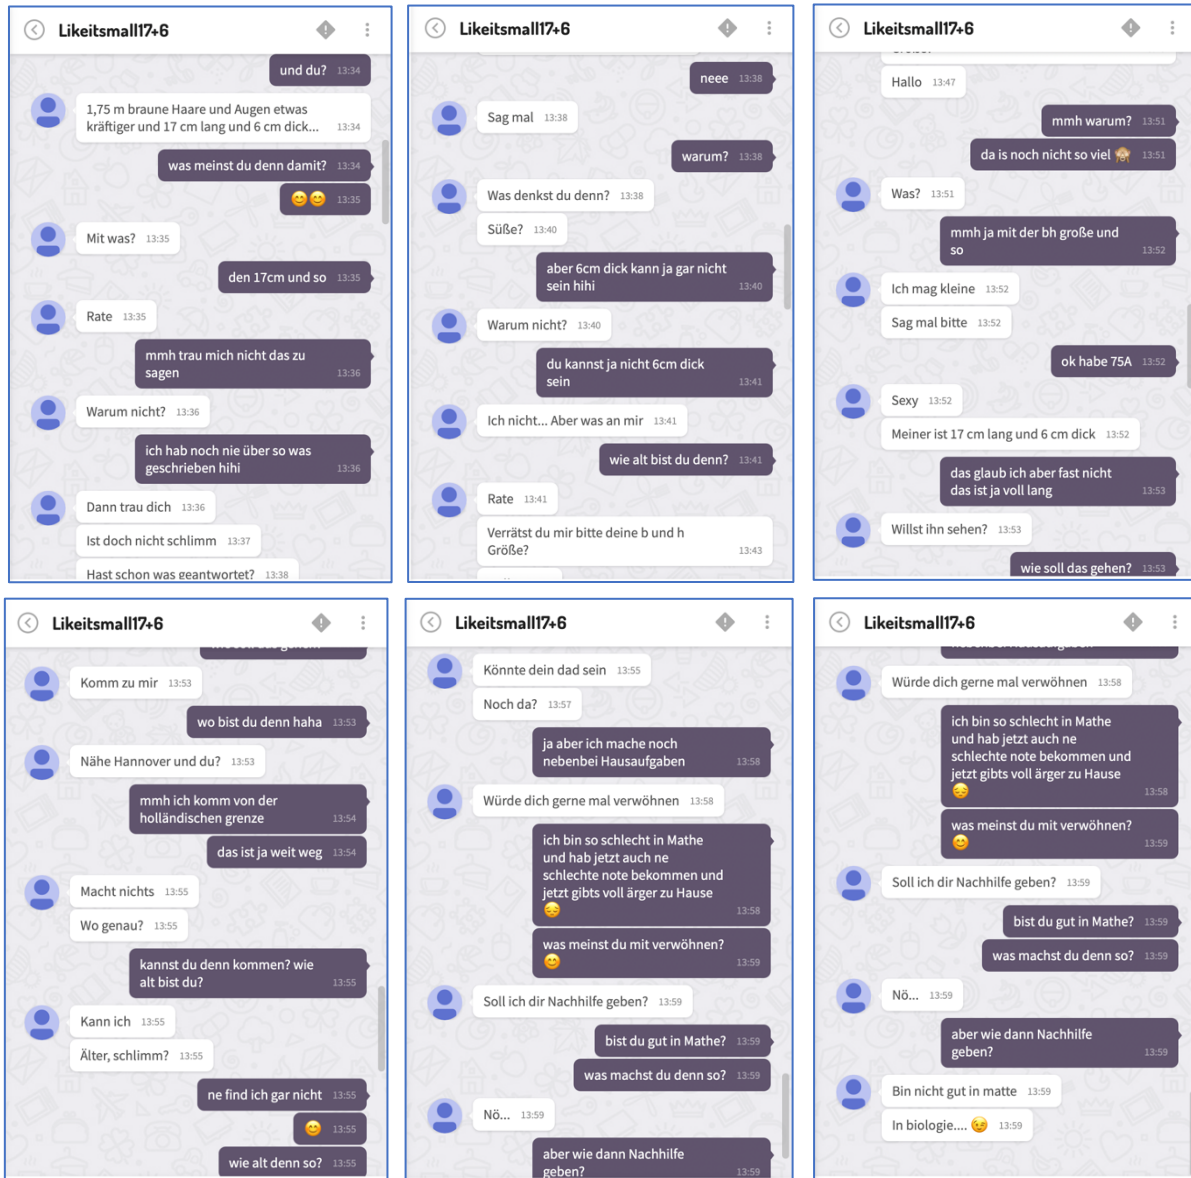 Likeitsmall17+6
und du? 13:34
1,75 m braune Haare und Augen etwas
kräftiger und 17 cm lang und 6 cm dick... 13:34
was meinst du denn damit? 13:34
😊😊 13:35
Mit was? 13:35
den 17cm und so 13:35
Rate 13:35
mmh trau mich nicht das zu
sagen 13:36
Warum nicht? 13:36
ich hab noch nie über so was
geschrieben hihi 13:36
Dann trau dich 13:36
Ist doch nicht schlimm 13:37
Hast schon was geantwortet? 13:38
Likeitsmall17+6
neee 13:38
Sag mal 13:38
warum? 13:38
Was denkst du denn? 13:38
Süße? 13:40
aber 6cm dick kann ja gar nicht
sein hihi 13:40
Warum nicht? 13:40
du kannst ja nicht 6cm dick
sein 13:41
Ich nicht... Aber was an mir 13:41
wie alt bist du denn? 13:41
Rate 13:41
Verrätst du mir bitte deine b und h
Größe? 13:43
Likeitsmall17+6
Hallo 13:47
mmh warum? 13:51
da is noch nicht so viel 🙈 13:51
Was? 13:51
mmh ja mit der bh große und
so 13:52
Ich mag kleine 13:52
Sag mal bitte 13:52
ok habe 75A 13:52
Sexy 13:52
Meiner ist 17 cm lang und 6 cm dick 13:52
das glaub ich aber fast nicht
das ist ja voll lang 13:53
Willst ihn sehen? 13:53
wie soll das gehen? 13:53
Likeitsmall17+6
Komm zu mir 13:53
wo bist du denn haha 13:53
Nähe Hannover und du? 13:53
mmh ich komm von der
holländischen grenze 13:54
das ist ja weit weg 13:54
Macht nichts 13:55
Wo genau? 13:55
kannst du denn kommen? wie
alt bist du? 13:55
Kann ich 13:55
Älter, schlimm? 13:55
ne find ich gar nicht 13:55
😊 13:55
wie alt denn so? 13:55
Likeitsmall17+6
Könnte dein dad sein 13:55
Noch da? 13:57
ja aber ich mache noch
nebenbei Hausaufgaben 13:58
Würde dich gerne mal verwöhnen 13:58
ich bin so schlecht in Mathe
und hab jetzt auch ne
schlechte note bekommen und
jetzt gibts voll ärger zu Hause
😔 13:58
was meinst du mit verwöhnen?
😊 13:59
Soll ich dir Nachhilfe geben? 13:59
bist du gut in Mathe? 13:59
was machst du denn so? 13:59
Nö... 13:59
aber wie dann Nachhilfe
geben? 13:59
Likeitsmall17+6
Würde dich gerne mal verwöhnen 13:58
ich bin so schlecht in Mathe
und hab jetzt auch ne
schlechte note bekommen und
jetzt gibts voll ärger zu Hause
😔 13:58
was meinst du mit verwöhnen?
😊 13:59
Soll ich dir Nachhilfe geben? 13:59
bist du gut in Mathe? 13:59
was machst du denn so? 13:59
Nö... 13:59
aber wie dann Nachhilfe
geben? 13:59
Bin nicht gut in matte
In biologie.... 😉 13:59